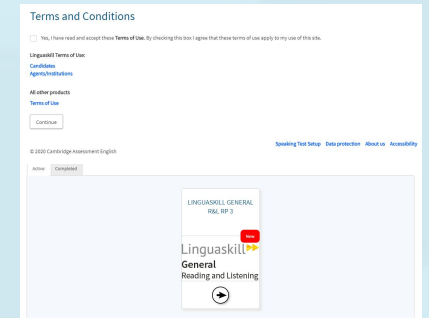 Terms and Conditions
Yes, I have read and accept these Terms of Use. By checking this box I agree that these terms of use apply to my use of this site.
Linguaskill Terms of Use:
Candidates
Agents/Institutions
All other products
Terms of Use
Continue
Speaking Test Setup Data protection About us Accessibility
© 2020 Cambridge Assessment English
Active Completed
LINGUASKILL GENERAL
R&L RP 3
New
Linguaskill
General
Reading and Listening